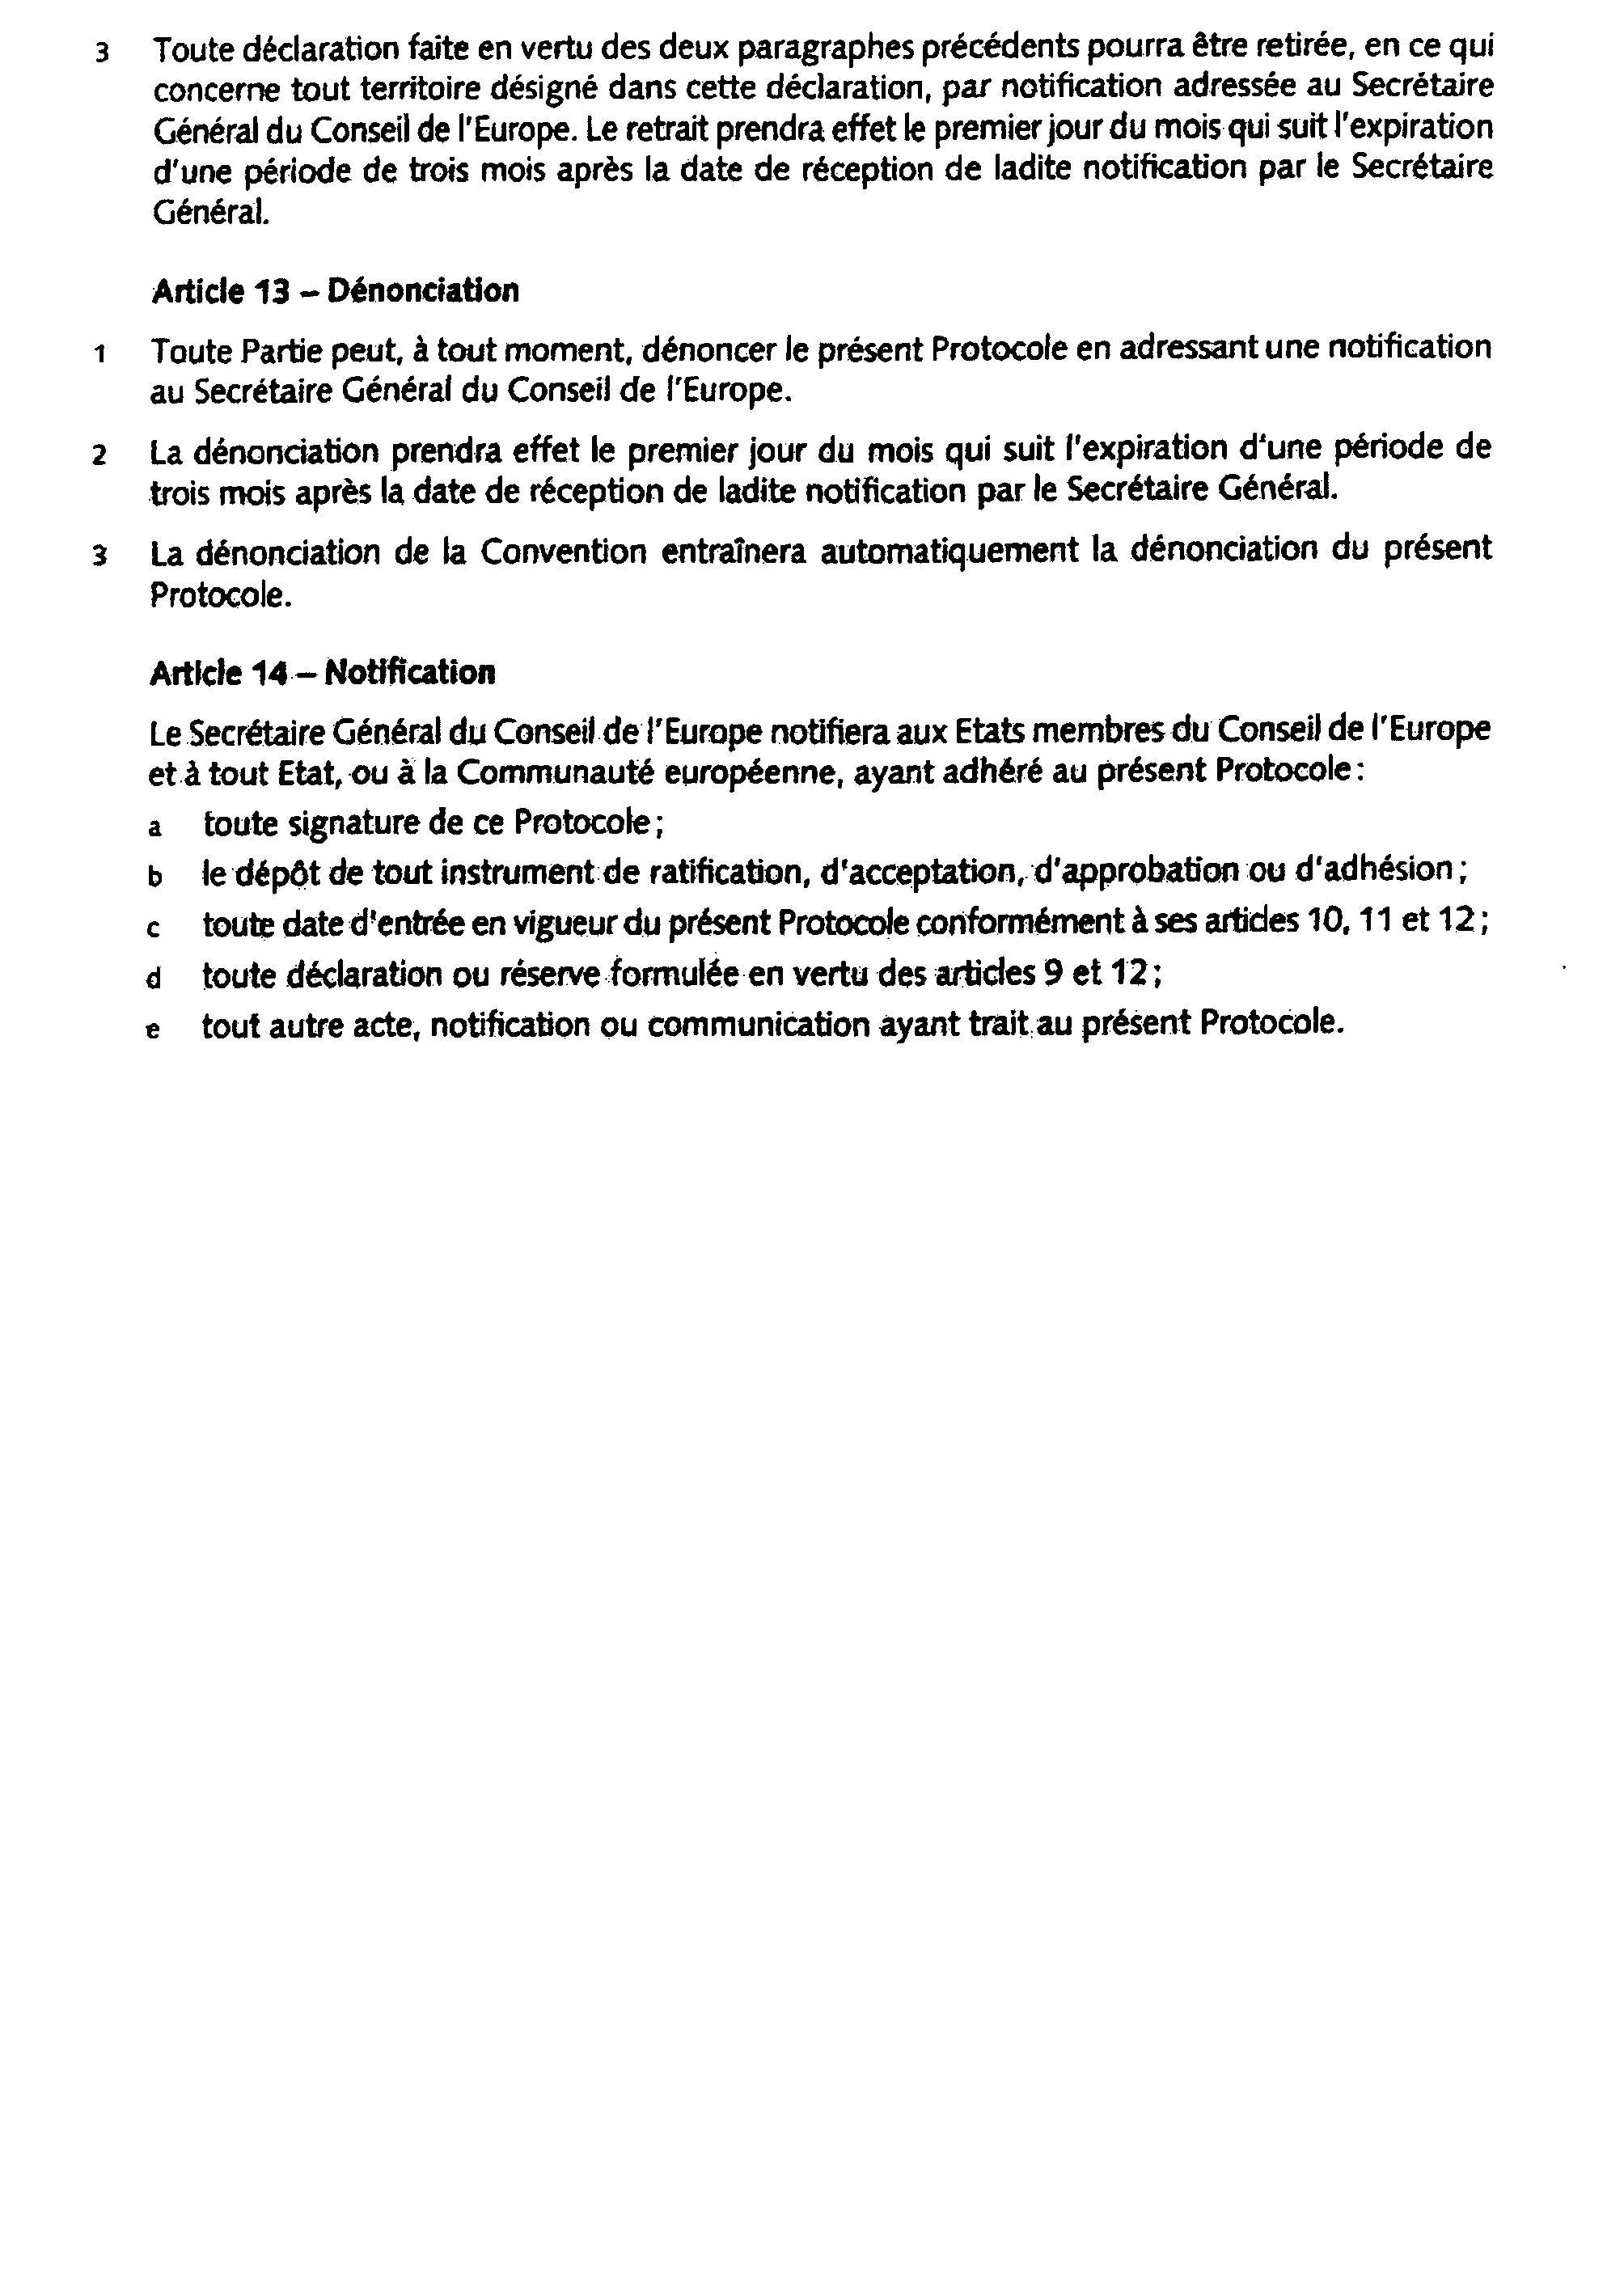 3 Toute déclaration faite en vertu des deux paragraphes précédents pourra être retirée, en ce qui
concerne tout territoire désigné dans cette déclaration, par notification adressée au Secrétaire
Général du Conseil de l'Europe. Le retrait prendra effet le premier jour du mois qui suit l'expiration
d'une période de trois mois après la date de réception de ladite notification par le Secrétaire
Général.
Article 13 – Dénonciation
1 Toute Partie peut, à tout moment, dénoncer le présent Protocole en adressant une notification
au Secrétaire Général du Conseil de l'Europe.
2 La dénonciation prendra effet le premier jour du mois qui suit l'expiration d'une période de
trois mois après la date de réception de ladite notification par le Secrétaire Général.
3 La dénonciation de la Convention entraînera automatiquement la dénonciation du présent
Protocole.
Article 14 – Notification
Le Secrétaire Général du Conseil de l'Europe notifiera aux Etats membres du Conseil de l'Europe
et à tout Etat, ou à la Communauté européenne, ayant adhéré au présent Protocole :
a toute signature de ce Protocole ;
b le dépôt de tout instrument de ratification, d'acceptation, d'approbation ou d'adhésion ;
c toute date d'entrée en vigueur du présent Protocole conformément à ses articles 10, 11 et 12 ;
d toute déclaration ou réserve formulée en vertu des articles 9 et 12 ;
e tout autre acte, notification ou communication ayant trait au présent Protocole.